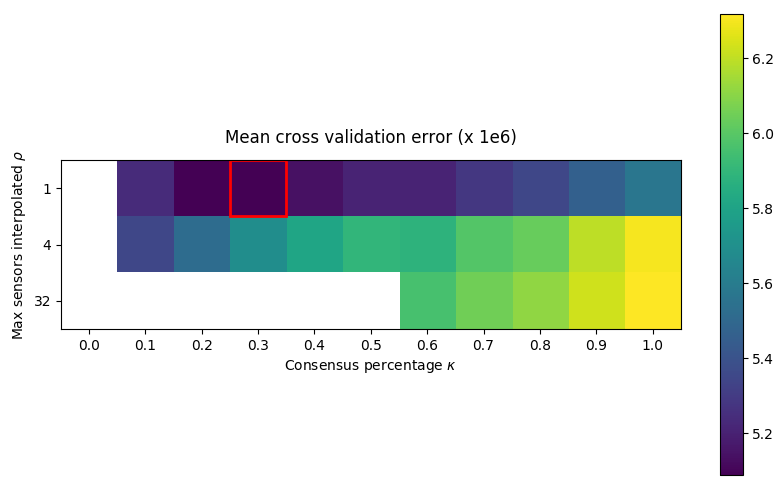 Mean cross validation error (x 1e6)
Max sensors interpolated ρ
1
4
32
0.0 0.1 0.2 0.3 0.4 0.5 0.6 0.7 0.8 0.9 1.0
Consensus percentage κ
6.2
6.0
5.8
5.6
5.4
5.2